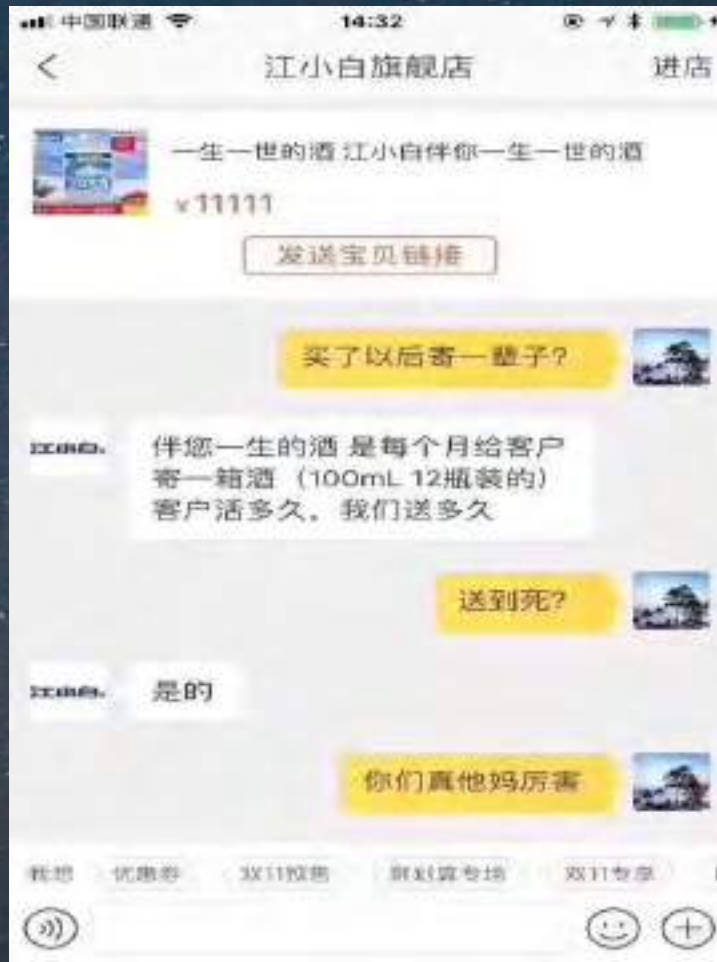 中国联通 14:32
江小白旗舰店 进店
一生一世的酒 江小白伴你一生一世的酒
¥11111
发送宝贝链接
买了以后寄一辈子?
江小白.
伴您一生的酒 是每个月给客户
寄一箱酒（100mL 12瓶装的）
客户活多久，我们送多久
送到死?
江小白.
是的
你们真他妈厉害
我想 优惠券 双11预售 双11专享